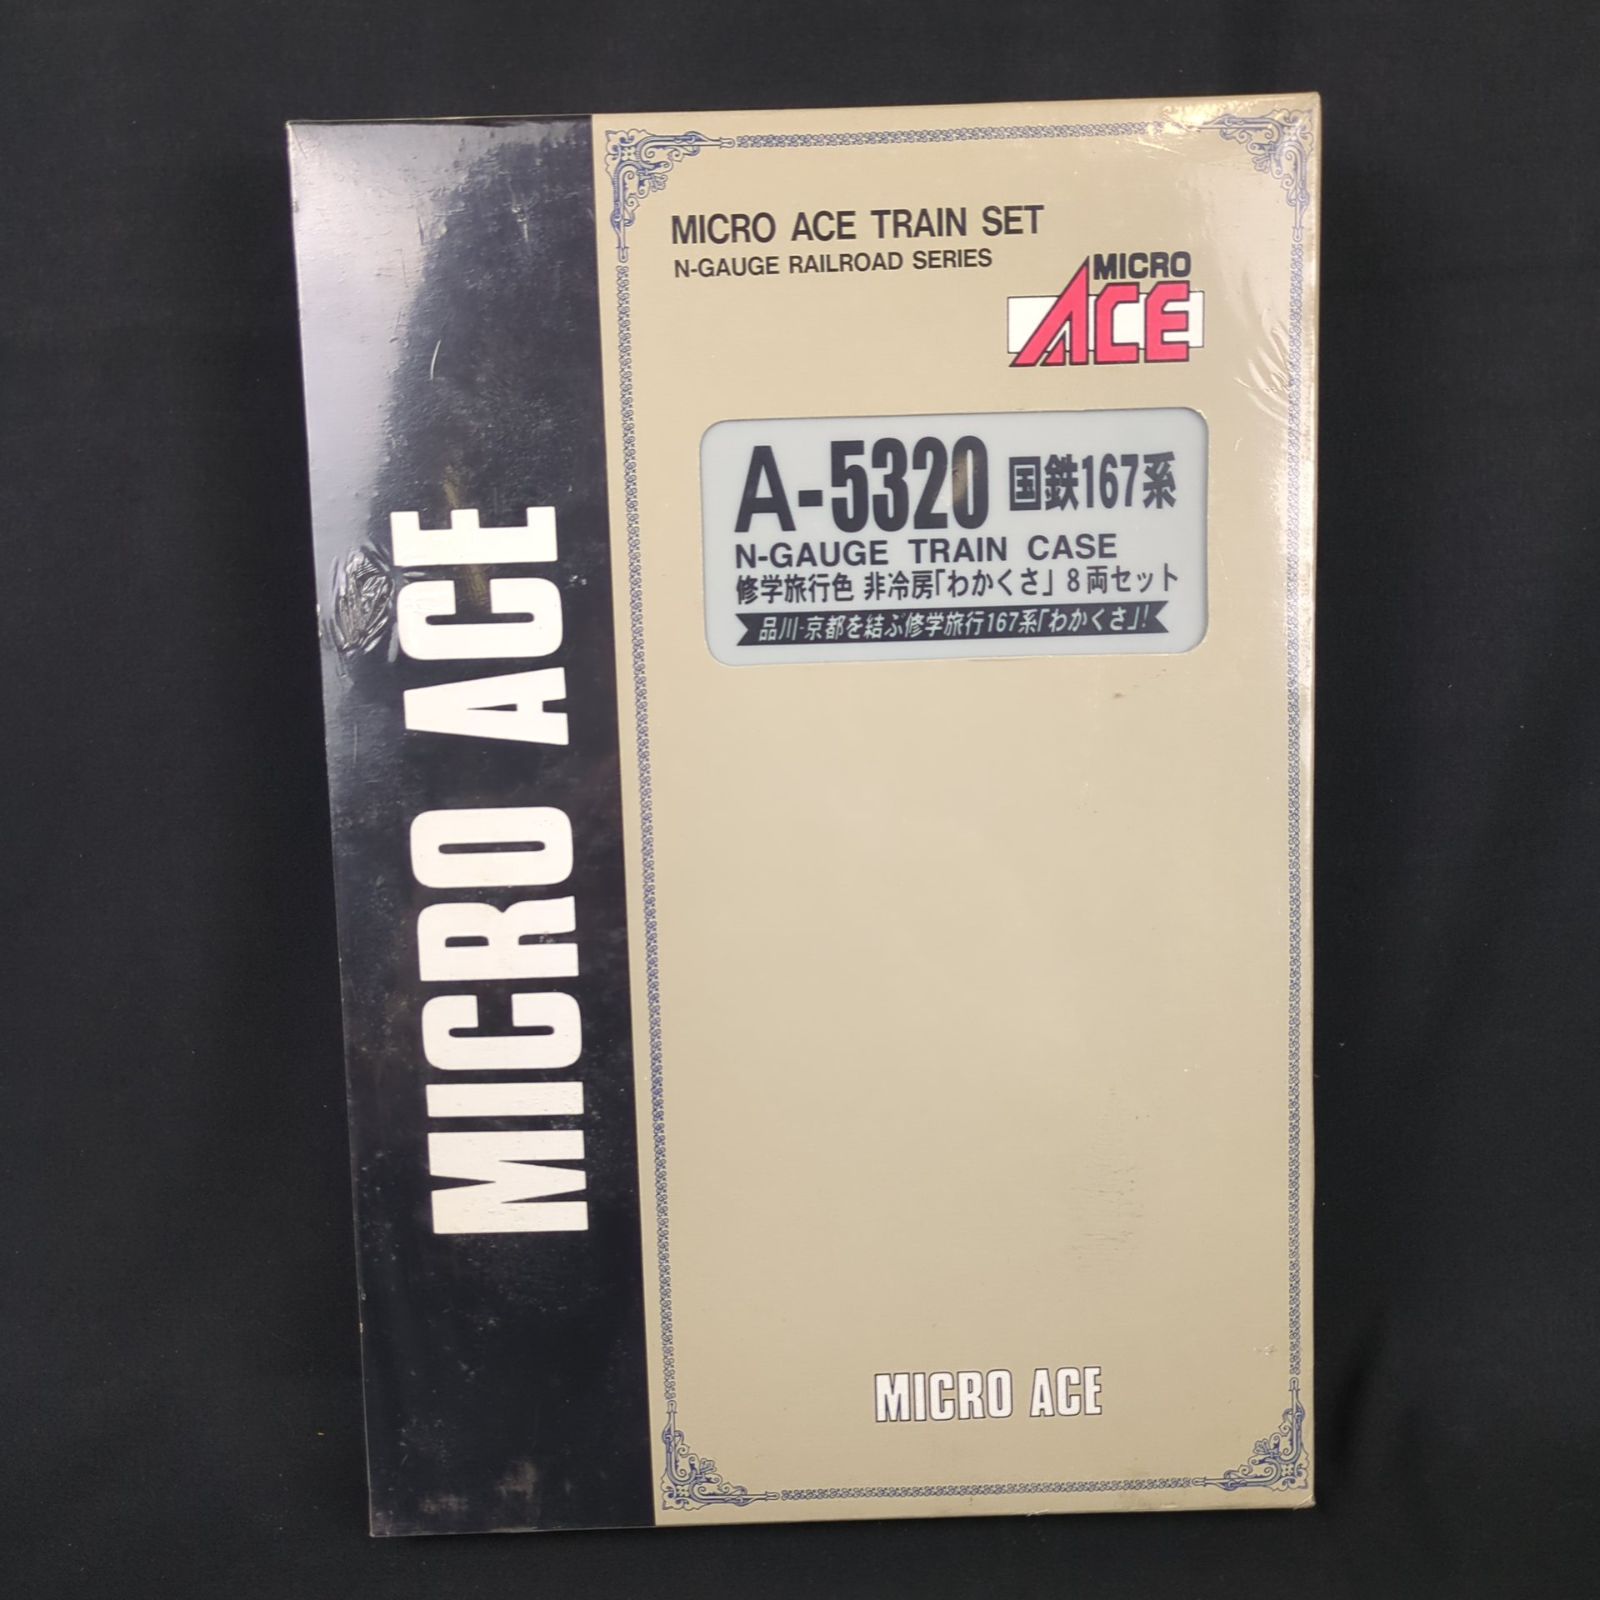 MICRO ACE
MICRO ACE TRAIN SET
N-GAUGE RAILROAD SERIES
MICRO
ACE
A-5320 国鉄167系
N-GAUGE TRAIN CASE
修学旅行色 非冷房「わかくさ」 8両セット
品川-京都を結ぶ修学旅行167系「わかくさ」!
MICRO ACE